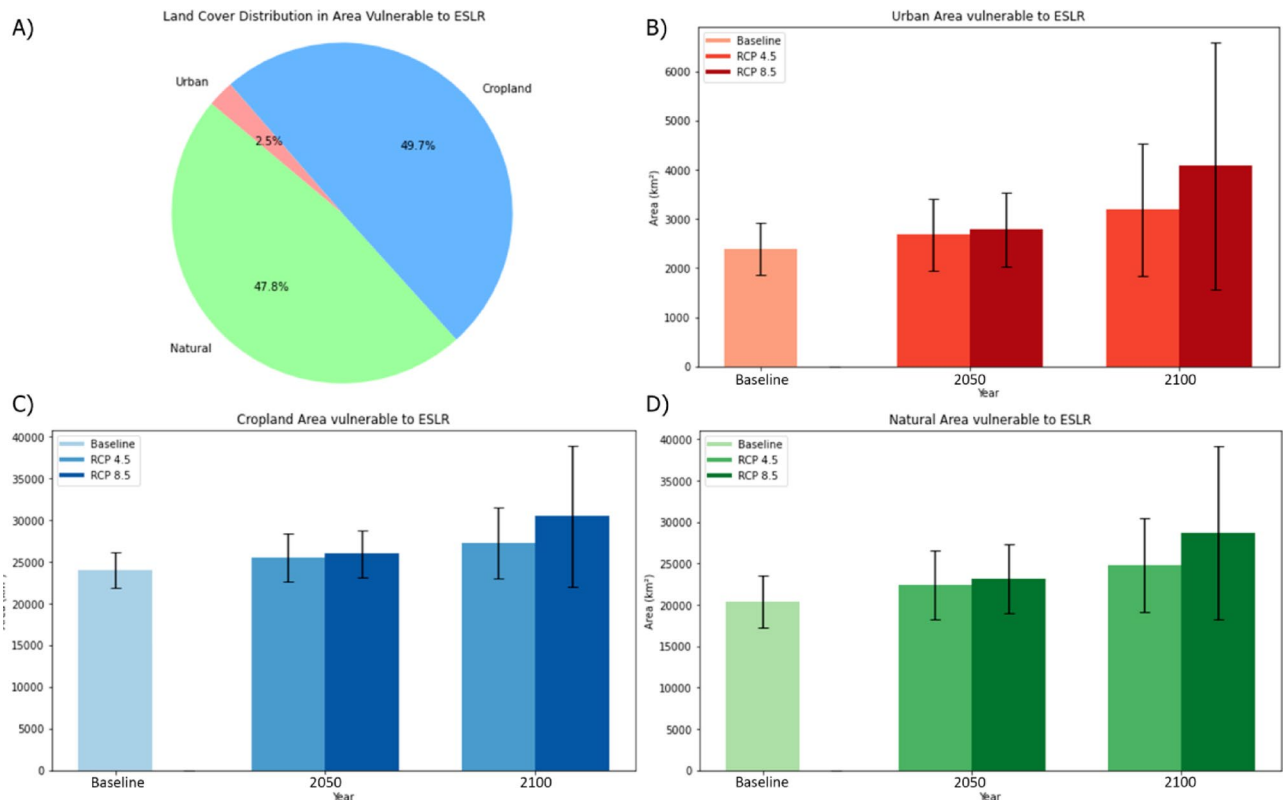 A)
Land Cover Distribution in Area Vulnerable to ESLR
Urban
Cropland
2.5%
49.7%
47.8%
Natural
B)
Urban Area vulnerable to ESLR
Baseline
RCP 4.5
RCP 8.5
6000
5000
4000
3000
2000
1000
0
Area (km²)
Baseline
2050
2100
Year
C)
Cropland Area vulnerable to ESLR
Baseline
RCP 4.5
RCP 8.5
40000
35000
30000
25000
20000
15000
10000
5000
0
Baseline
2050
2100
Year
D)
Natural Area vulnerable to ESLR
Baseline
RCP 4.5
RCP 8.5
40000
35000
30000
25000
20000
15000
10000
5000
0
Area (km²)
Baseline
2050
2100
Year